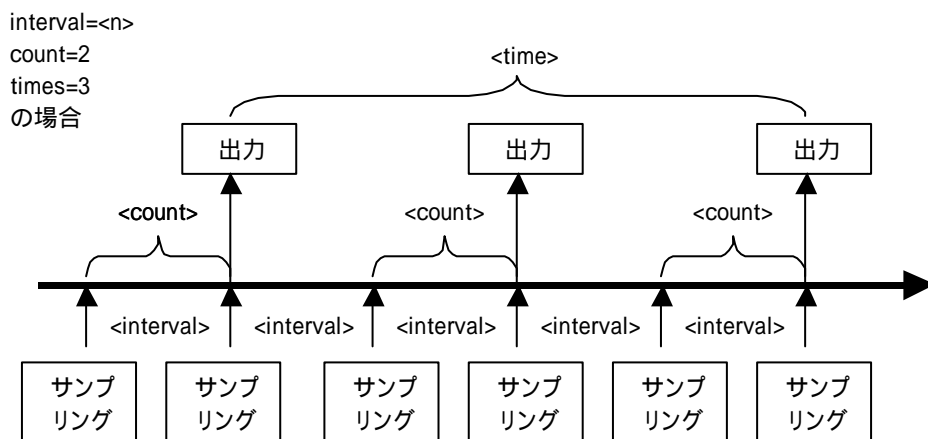 interval=<n>
count=2
times=3
の場合
<time>
出力
出力
出力
<count>
<count>
<count>
<interval>
<interval>
<interval>
<interval>
<interval>
サンプ
リング
サンプ
リング
サンプ
リング
サンプ
リング
サンプ
リング
サンプ
リング